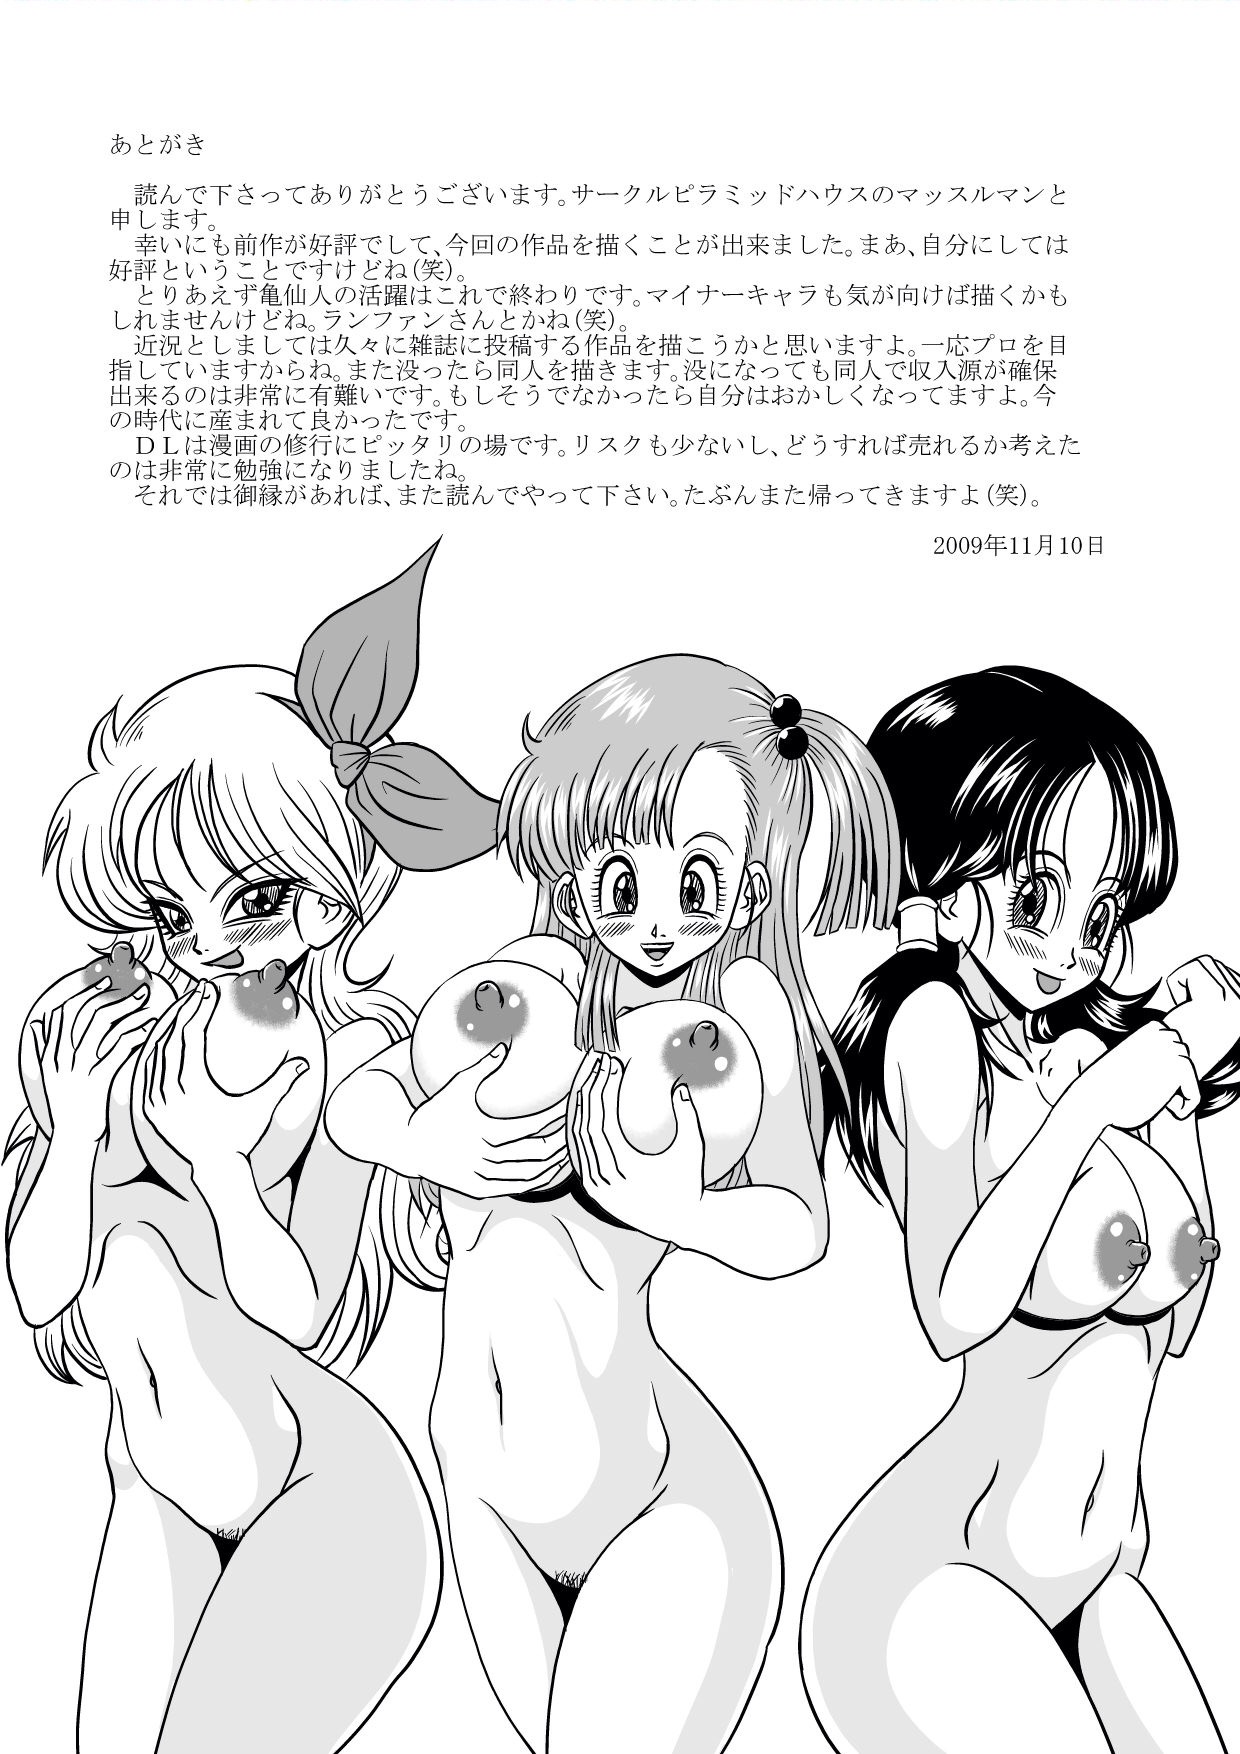 あとがき
　読んで下さってありがとうございます。サークルピラミッドハウスのマッスルマンと
申します。
　幸いにも前作が好評でして、今回の作品を描くことが出来ました。まあ、自分にしては
好評ということですけどね（笑）。
　とりあえず亀仙人の活躍はこれで終わりです。マイナーキャラも気が向けば描くかも
しれませんけどね。ランファンさんとかね（笑）。
　近況としましては久々に雑誌に投稿する作品を描こうかと思いますよ。一応プロを目
指していますからね。また没ったら同人を描きます。没になっても同人で収入源が確保
出来るのは非常に有難いです。もしそうでなかったら自分はおかしくなってますよ。今
の時代に産まれて良かったです。
　ＤＬは漫画の修行にピッタリの場です。リスクも少ないし、どうすれば売れるか考えた
のは非常に勉強になりましたね。
　それでは御縁があれば、また読んでやって下さい。たぶんまた帰ってきますよ（笑）。
2009年11月10日